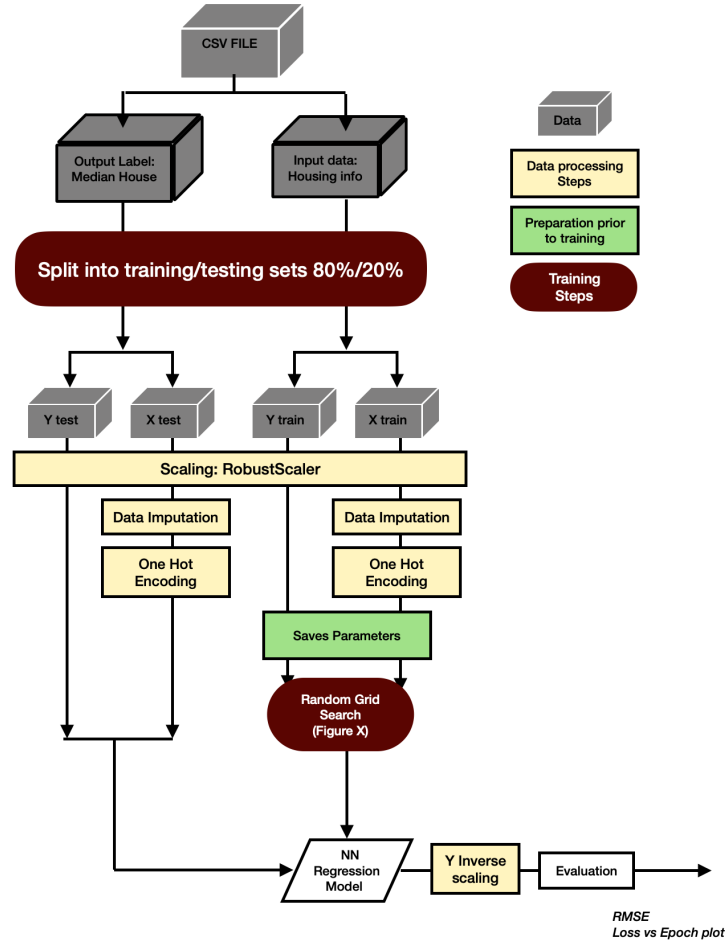 CSV FILE
Output Label:
Median House
Input data:
Housing info
Data
Data processing
Steps
Preparation prior
to training
Training
Steps
Split into training/testing sets 80%/20%
Y test
X test
Y train
X train
Scaling: RobustScaler
Data Imputation
Data Imputation
One Hot
Encoding
One Hot
Encoding
Saves Parameters
Random Grid
Search
(Figure X)
NN
Regression
Model
Y Inverse
scaling
Evaluation
RMSE
Loss vs Epoch plot